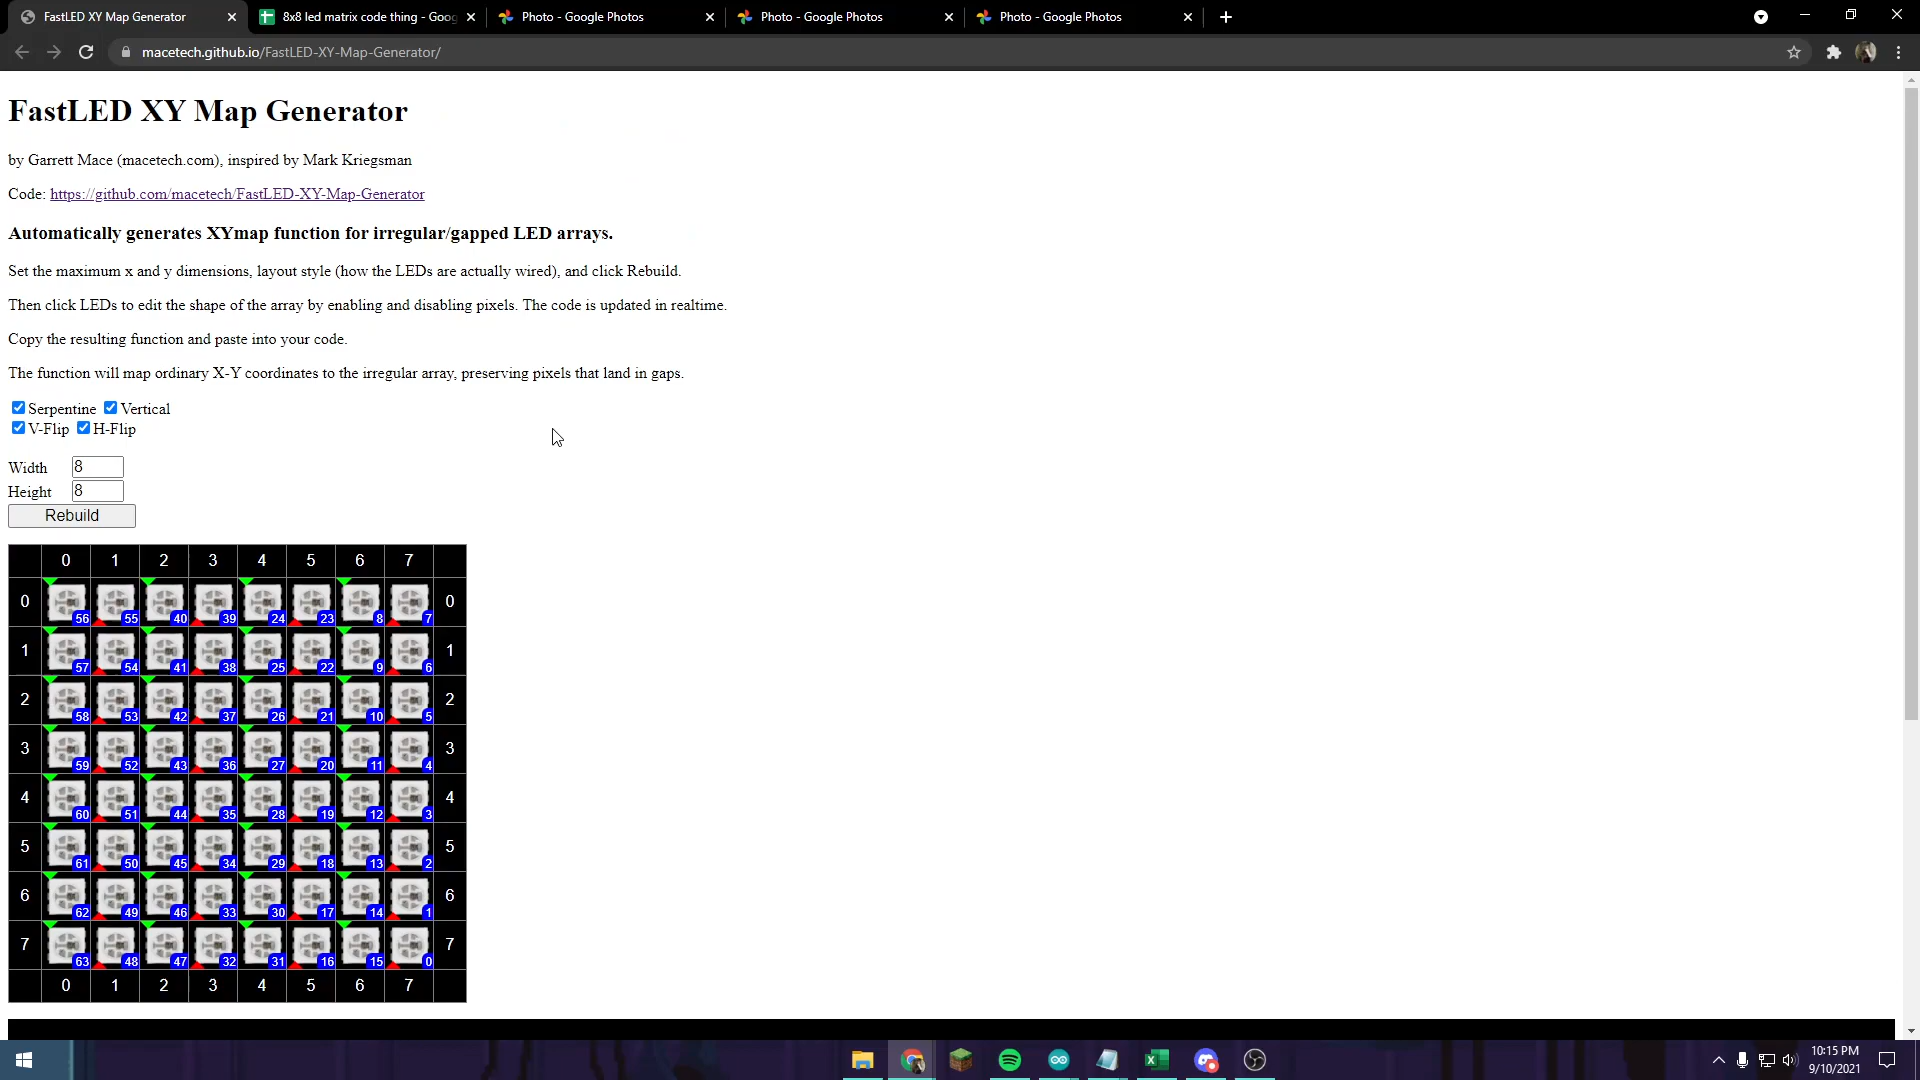 FastLED XY Map Generator
8x8 led matrix code thing - Goog
Photo - Google Photos
Photo - Google Photos
Photo - Google Photos
macetech.github.io/FastLED-XY-Map-Generator/
FastLED XY Map Generator
by Garrett Mace (macetech.com), inspired by Mark Kriegsman
Code: https://github.com/macetech/FastLED-XY-Map-Generator
Automatically generates XYmap function for irregular/gapped LED arrays.
Set the maximum x and y dimensions, layout style (how the LEDs are actually wired), and click Rebuild.
Then click LEDs to edit the shape of the array by enabling and disabling pixels. The code is updated in realtime.
Copy the resulting function and paste into your code.
The function will map ordinary X-Y coordinates to the irregular array, preserving pixels that land in gaps.
Serpentine Vertical
V-Flip H-Flip
Width 8
Height 8
Rebuild
0 1 2 3 4 5 6 7
0 56 55 40 39 24 23 8 7 0
1 57 54 41 38 25 22 9 6 1
2 58 53 42 37 26 21 10 5 2
3 59 52 43 36 27 20 11 4 3
4 60 51 44 35 28 19 12 3 4
5 61 50 45 34 29 18 13 2 5
6 62 49 46 33 30 17 14 1 6
7 63 48 47 32 31 16 15 0 7
0 1 2 3 4 5 6 7
10:15 PM
9/10/2021